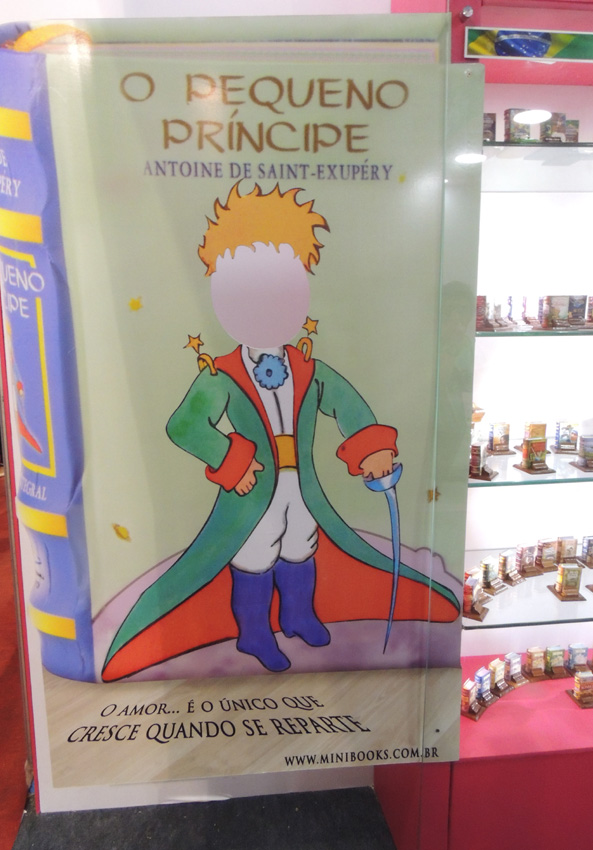 O PEQUENO
PRÍNCIPE
ANTOINE DE SAINT-EXUPÉRY
O AMOR... É O ÚNICO QUE
CRESCE QUANDO SE REPARTE
WWW.MINIBOOKS.COM.BR